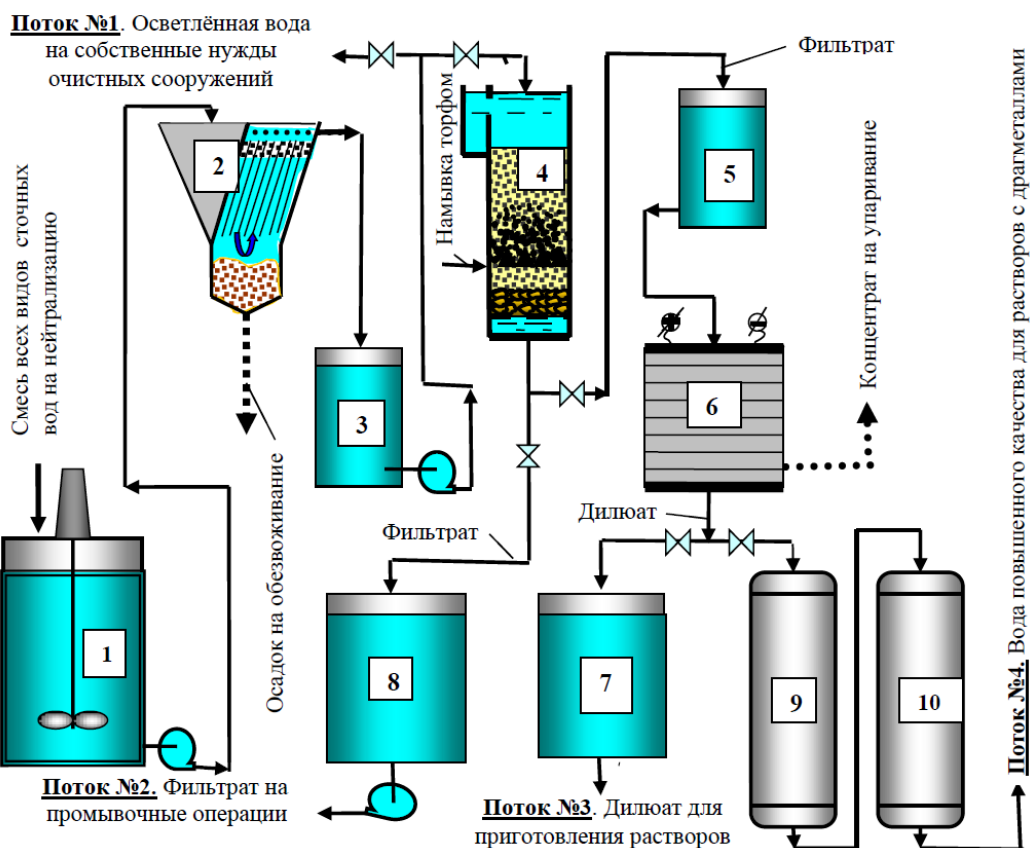 Поток №1. Осветлённая вода
на собственные нужды
очистных сооружений
Фильтрат
2
4
5
Намывка торфом
Концентрат на упаривание
Смесь всех видов сточных
вод на нейтрализацию
3
6
Осадок на обезвоживание
Дилюат
Фильтрат
1
8
7
9
10
Поток №2. Фильтрат на
промывочные операции
Поток №3. Дилюат для
приготовления растворов
Поток №4. Вода повышенного качества для растворов с драгметаллами